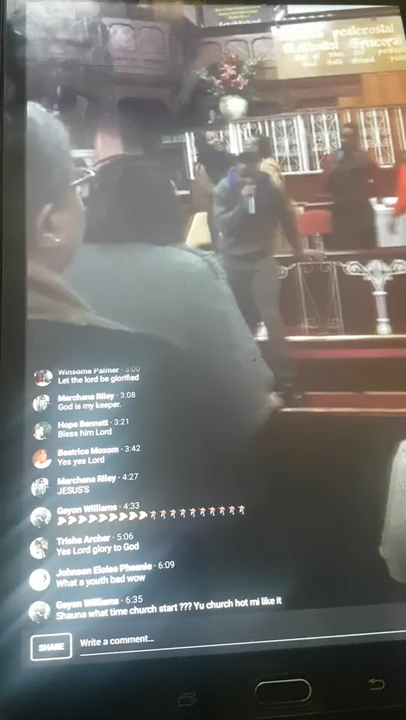 Pentecostal
Methodist Episcopal
Winsome Palmer · 3:00
Let the lord be glorified
Marchena Riley · 3:08
God is my keeper.
Hope Bennett · 3:21
Bless him Lord
Beatrice Moxom · 3:42
Yes yes Lord
Marchena Riley · 4:27
JESUS'S
Gayon Williams · 4:33
Trisha Archer · 5:06
Yes Lord glory to God
Johnson Eloise Pheenie · 6:09
What a youth bad wow
Gayon Williams · 6:35
Shauna what time church start ??? Yu church hot mi like it
SHARE
Write a comment...